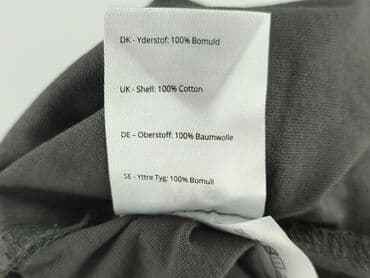 DK - Yderstof: 100% Bomuld
UK - Shell: 100% Cotton
DE – Oberstoff: 100% Baumwolle
SE - Yttre Tyg: 100% Bomull